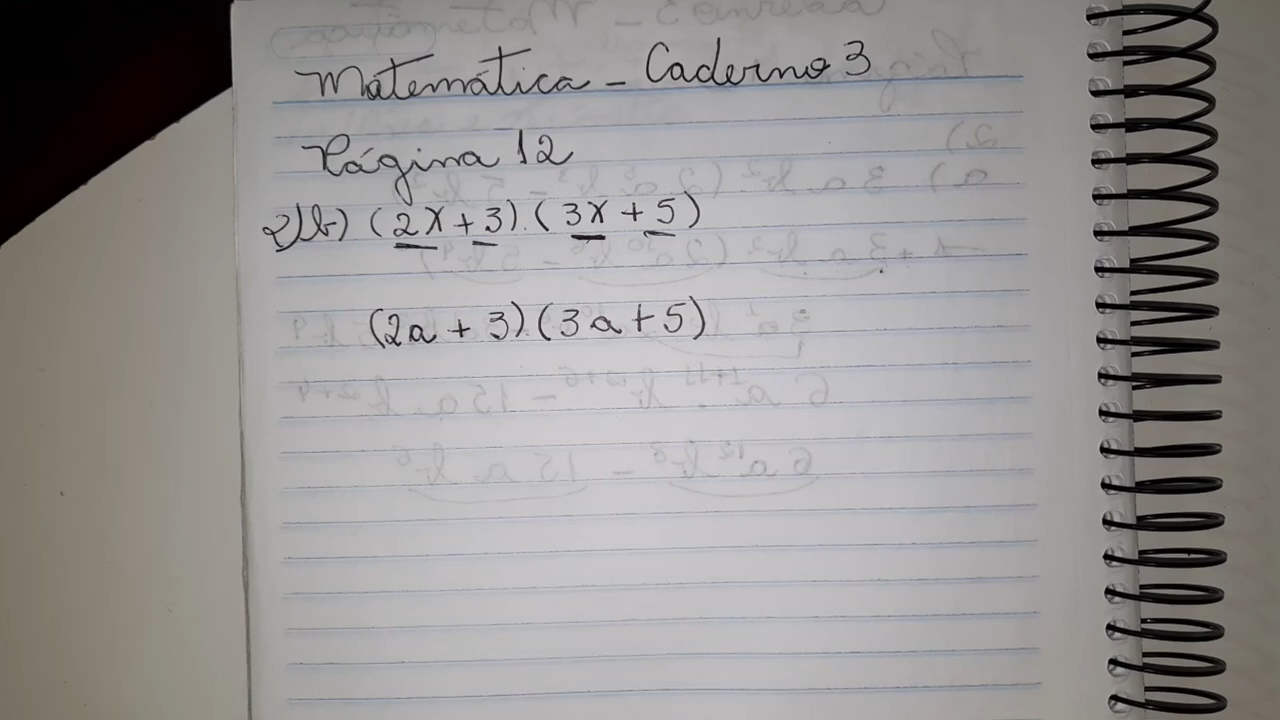 Matemática - Caderno 3
Página 12
2)b) (2x + 3).(3x + 5)
(2a + 3).(3a + 5)